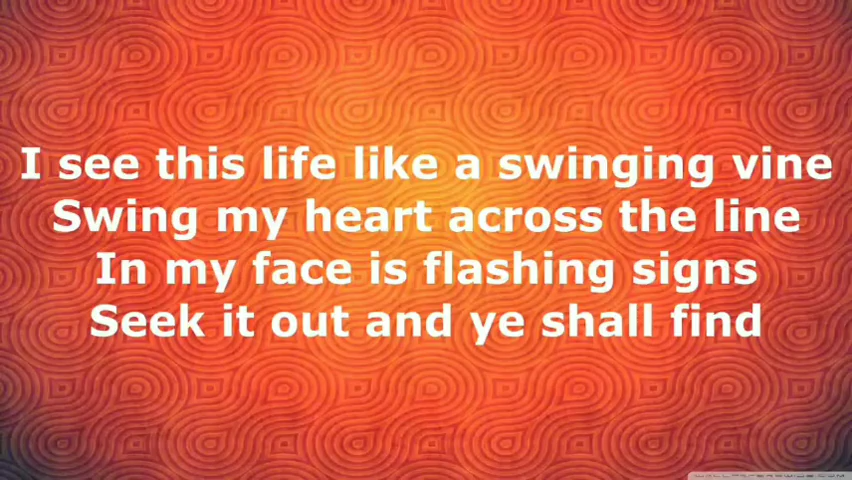 I see this life like a swinging vine
Swing my heart across the line
In my face is flashing signs
Seek it out and ye shall find